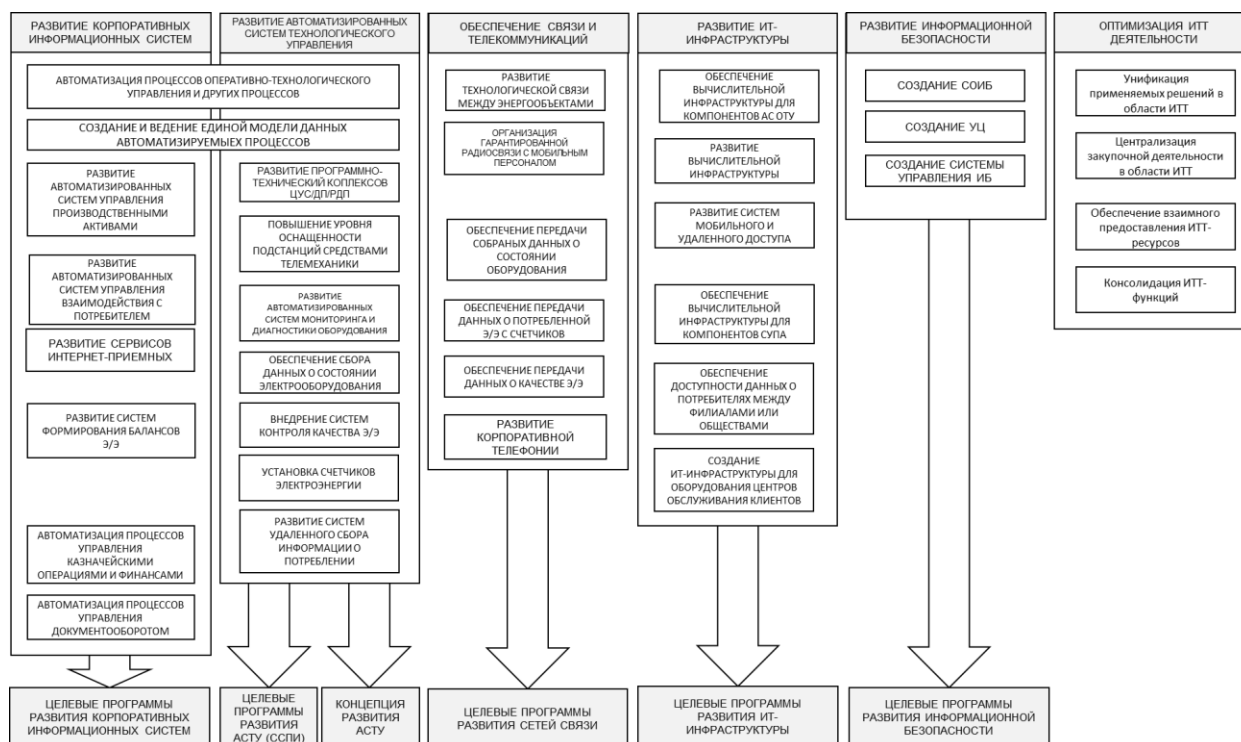 РАЗВИТИЕ КОРПОРАТИВНЫХ
ИНФОРМАЦИОННЫХ СИСТЕМ
РАЗВИТИЕ АВТОМАТИЗИРОВАННЫХ
СИСТЕМ ТЕХНОЛОГИЧЕСКОГО
УПРАВЛЕНИЯ
ОБЕСПЕЧЕНИЕ СВЯЗИ И
ТЕЛЕКОММУНИКАЦИЙ
РАЗВИТИЕ ИТ-
ИНФРАСТРУКТУРЫ
РАЗВИТИЕ ИНФОРМАЦИОННОЙ
БЕЗОПАСНОСТИ
ОПТИМИЗАЦИЯ ИТТ
ДЕЯТЕЛЬНОСТИ
АВТОМАТИЗАЦИЯ ПРОЦЕССОВ ОПЕРАТИВНО-ТЕХНОЛОГИЧЕСКОГО
УПРАВЛЕНИЯ И ДРУГИХ ПРОЦЕССОВ
СОЗДАНИЕ И ВЕДЕНИЕ ЕДИНОЙ МОДЕЛИ ДАННЫХ
АВТОМАТИЗИРУЕМЫЕХ ПРОЦЕССОВ
РАЗВИТИЕ
АВТОМАТИЗИРОВАННЫХ
СИСТЕМ УПРАВЛЕНИЯ
ПРОИЗВОДСТВЕННЫМИ
АКТИВАМИ
РАЗВИТИЕ
АВТОМАТИЗИРОВАННЫХ
СИСТЕМ УПРАВЛЕНИЯ
ВЗАИМОДЕЙСТВИЯ С
ПОТРЕБИТЕЛЕМ
РАЗВИТИЕ СЕРВИСОВ
ИНТЕРНЕТ-ПРИЕМНЫХ
РАЗВИТИЕ СИСТЕМ
ФОРМИРОВАНИЯ БАЛАНСОВ
Э/Э
АВТОМАТИЗАЦИЯ ПРОЦЕССОВ
УПРАВЛЕНИЯ
КАЗНАЧЕЙСКИМИ
ОПЕРАЦИЯМИ И ФИНАНСАМИ
АВТОМАТИЗАЦИЯ ПРОЦЕССОВ
УПРАВЛЕНИЯ
ДОКУМЕНТООБОРОТОМ
РАЗВИТИЕ ПРОГРАММНО-
ТЕХНИЧЕСКИЙ КОПЛЕКСОВ
ЦУС/ДП/РДП
ПОВЫШЕНИЕ УРОВНЯ
ОСНАЩЕННОСТИ
ПОДСТАНЦИЙ СРЕДСТВАМИ
ТЕЛЕМЕХАНИКИ
РАЗВИТИЕ
АВТОМАТИЗИРОВАННЫХ
СИСТЕМ МОНИТОРИНГА И
ДИАГНОСТИКИ ОБОРУДОВАНИЯ
ОБЕСПЕЧЕНИЕ СБОРА
ДАННЫХ О СОСТОЯНИИ
ЭЛЕКТРООБОРУДОВАНИЯ
ВНЕДРЕНИЕ СИСТЕМ
КОНТРОЛЯ КАЧЕСТВА Э/Э
УСТАНОВКА СЧЕТЧИКОВ
ЭЛЕКТРОЭНЕРГИИ
РАЗВИТИЕ СИСТЕМ
УДАЛЕННОГО СБОРА
ИНФОРМАЦИИ О
ПОТРЕБЛЕНИИ
РАЗВИТИЕ
ТЕХНОЛОГИЧЕСКОЙ СВЯЗИ
МЕЖДУ ЭНЕРГООБЪЕКТАМИ
ОРГАНИЗАЦИЯ
ГАРАНТИРОВАННОЙ
РАДИОСВЯЗИ С МОБИЛЬНЫМ
ПЕРСОНАЛОМ
ОБЕСПЕЧЕНИЕ ПЕРЕДАЧИ
СОБРАНЫХ ДАННЫХ О
СОСТОЯНИИ
ОБОРУДОВАНИЯ
ОБЕСПЕЧЕНИЕ ПЕРЕДАЧИ
ДАННЫХ О ПОТРЕБЛЕННОЙ
Э/Э С СЧЕТЧИКОВ
ОБЕСПЕЧЕНИЕ ПЕРЕДАЧИ
ДАННЫХ О КАЧЕСТВЕ Э/Э
РАЗВИТИЕ
КОРПОРАТИВНОЙ
ТЕЛЕФОНИИ
ОБЕСПЕЧЕНИЕ
ВЫЧИСЛИТЕЛЬНОЙ
ИНФРАСТРУКТУРЫ ДЛЯ
КОМПОНЕНТОВ АС ОТУ
РАЗВИТИЕ
ВЫЧИСЛИТЕЛЬНОЙ
ИНФРАСТРУКТУРЫ
РАЗВИТИЕ СИСТЕМ
МОБИЛЬНОГО И
УДАЛЕННОГО ДОСТУПА
ОБЕСПЕЧЕНИЕ
ВЫЧИСЛИТЕЛЬНОЙ
ИНФРАСТРУКТУРЫ ДЛЯ
КОМПОНЕНТОВ СУПА
ОБЕСПЕЧЕНИЕ
ДОСТУПНОСТИ ДАННЫХ О
ПОТРЕБИТЕЛЯХ МЕЖДУ
ФИЛИАЛАМИ ИЛИ
ОБЩЕСТВАМИ
СОЗДАНИЕ
ИТ-ИНФРАСТРУКТУРЫ ДЛЯ
ОБОРУДОВАНИЯ ЦЕНТРОВ
ОБСЛУЖИВАНИЯ КЛИЕНТОВ
СОЗДАНИЕ СОИБ
СОЗДАНИЕ УЦ
СОЗДАНИЕ СИСТЕМЫ
УПРАВЛЕНИЯ ИБ
Унификация
применяемых решений в
области ИТТ
Централизация
закупочной деятельности
в области ИТТ
Обеспечение взаимного
предоставления ИТТ-
ресурсов
Консолидация ИТТ-
функций
ЦЕЛЕВЫЕ ПРОГРАММЫ
РАЗВИТИЯ КОРПОРАТИВНЫХ
ИНФОРМАЦИОННЫХ СИСТЕМ
ЦЕЛЕВЫЕ
ПРОГРАММЫ
РАЗВИТИЯ
АСТУ (ССПИ)
КОНЦЕПЦИЯ
РАЗВИТИЯ
АСТУ
ЦЕЛЕВЫЕ ПРОГРАММЫ
РАЗВИТИЯ СЕТЕЙ СВЯЗИ
ЦЕЛЕВЫЕ ПРОГРАММЫ
РАЗВИТИЯ ИТ-
ИНФРАСТРУКТУРЫ
ЦЕЛЕВЫЕ ПРОГРАММЫ
РАЗВИТИЯ ИНФОРМАЦИОННОЙ
БЕЗОПАСНОСТИ